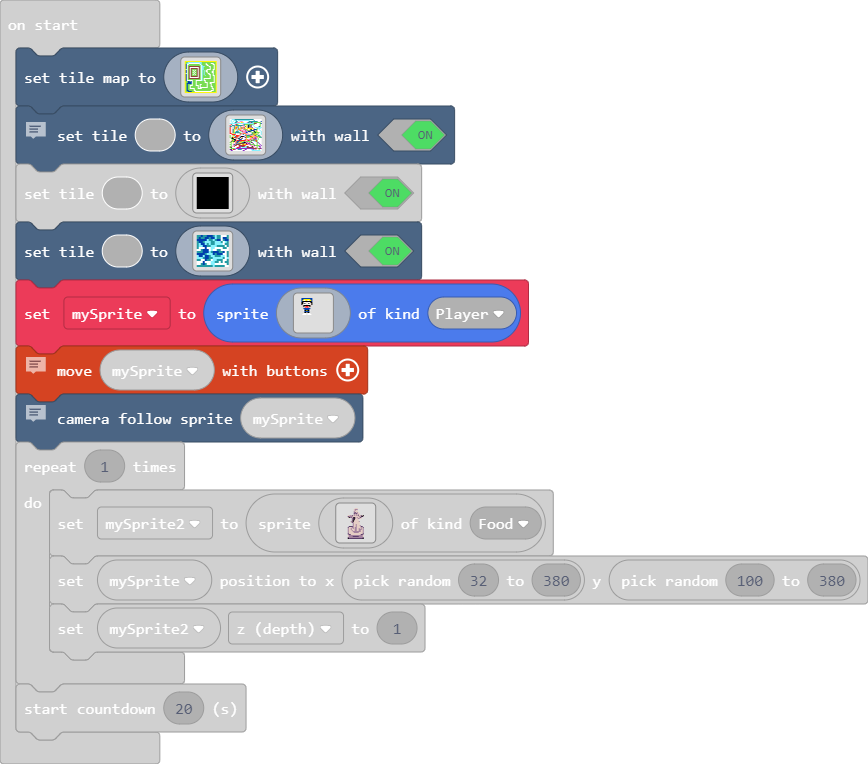 on start
set tile map to
set tile to with wall ON
set tile to with wall ON
set tile to with wall ON
set mySprite to sprite of kind Player
move mySprite with buttons
camera follow sprite mySprite
repeat 1 times
do
set mySprite2 to sprite of kind Food
set mySprite position to x pick random 32 to 380 y pick random 100 to 380
set mySprite2 z (depth) to 1
start countdown 20 (s)